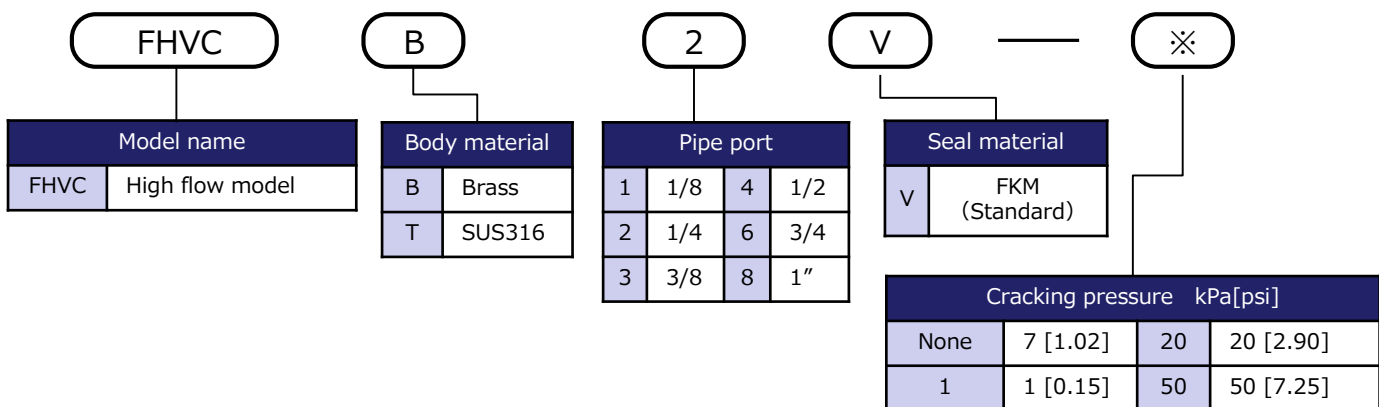 FHVC B 2 V — ※
Model name
FHVC High flow model
Body material
B Brass
T SUS316
Pipe port
1 1/8 4 1/2
2 1/4 6 3/4
3 3/8 8 1″
Seal material
V FKM
（Standard）
Cracking pressure kPa[psi]
None 7 [1.02] 20 20 [2.90]
1 1 [0.15] 50 50 [7.25]